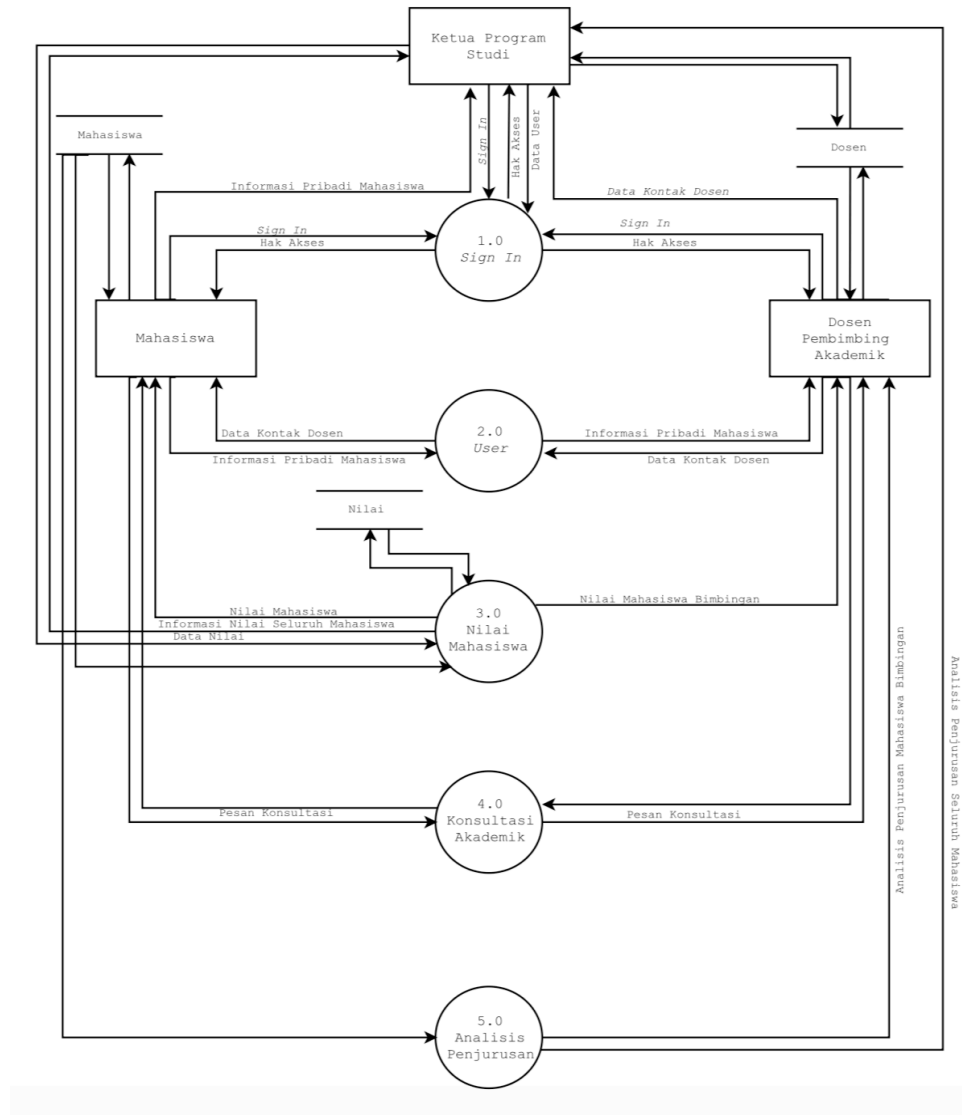 Ketua Program
Studi
Mahasiswa
Dosen
Sign In
Hak Akses
Data User
Informasi Pribadi Mahasiswa
Data Kontak Dosen
Sign In
Hak Akses
1.0
Sign In
Sign In
Hak Akses
Mahasiswa
Dosen
Pembimbing
Akademik
Data Kontak Dosen
Informasi Pribadi Mahasiswa
2.0
User
Informasi Pribadi Mahasiswa
Data Kontak Dosen
Nilai
Nilai Mahasiswa
Informasi Nilai Seluruh Mahasiswa
Data Nilai
3.0
Nilai
Mahasiswa
Nilai Mahasiswa Bimbingan
Analisis Penjurusan Mahasiswa Bimbingan
Analisis Penjurusan Seluruh Mahasiswa
Pesan Konsultasi
4.0
Konsultasi
Akademik
Pesan Konsultasi
5.0
Analisis
Penjurusan